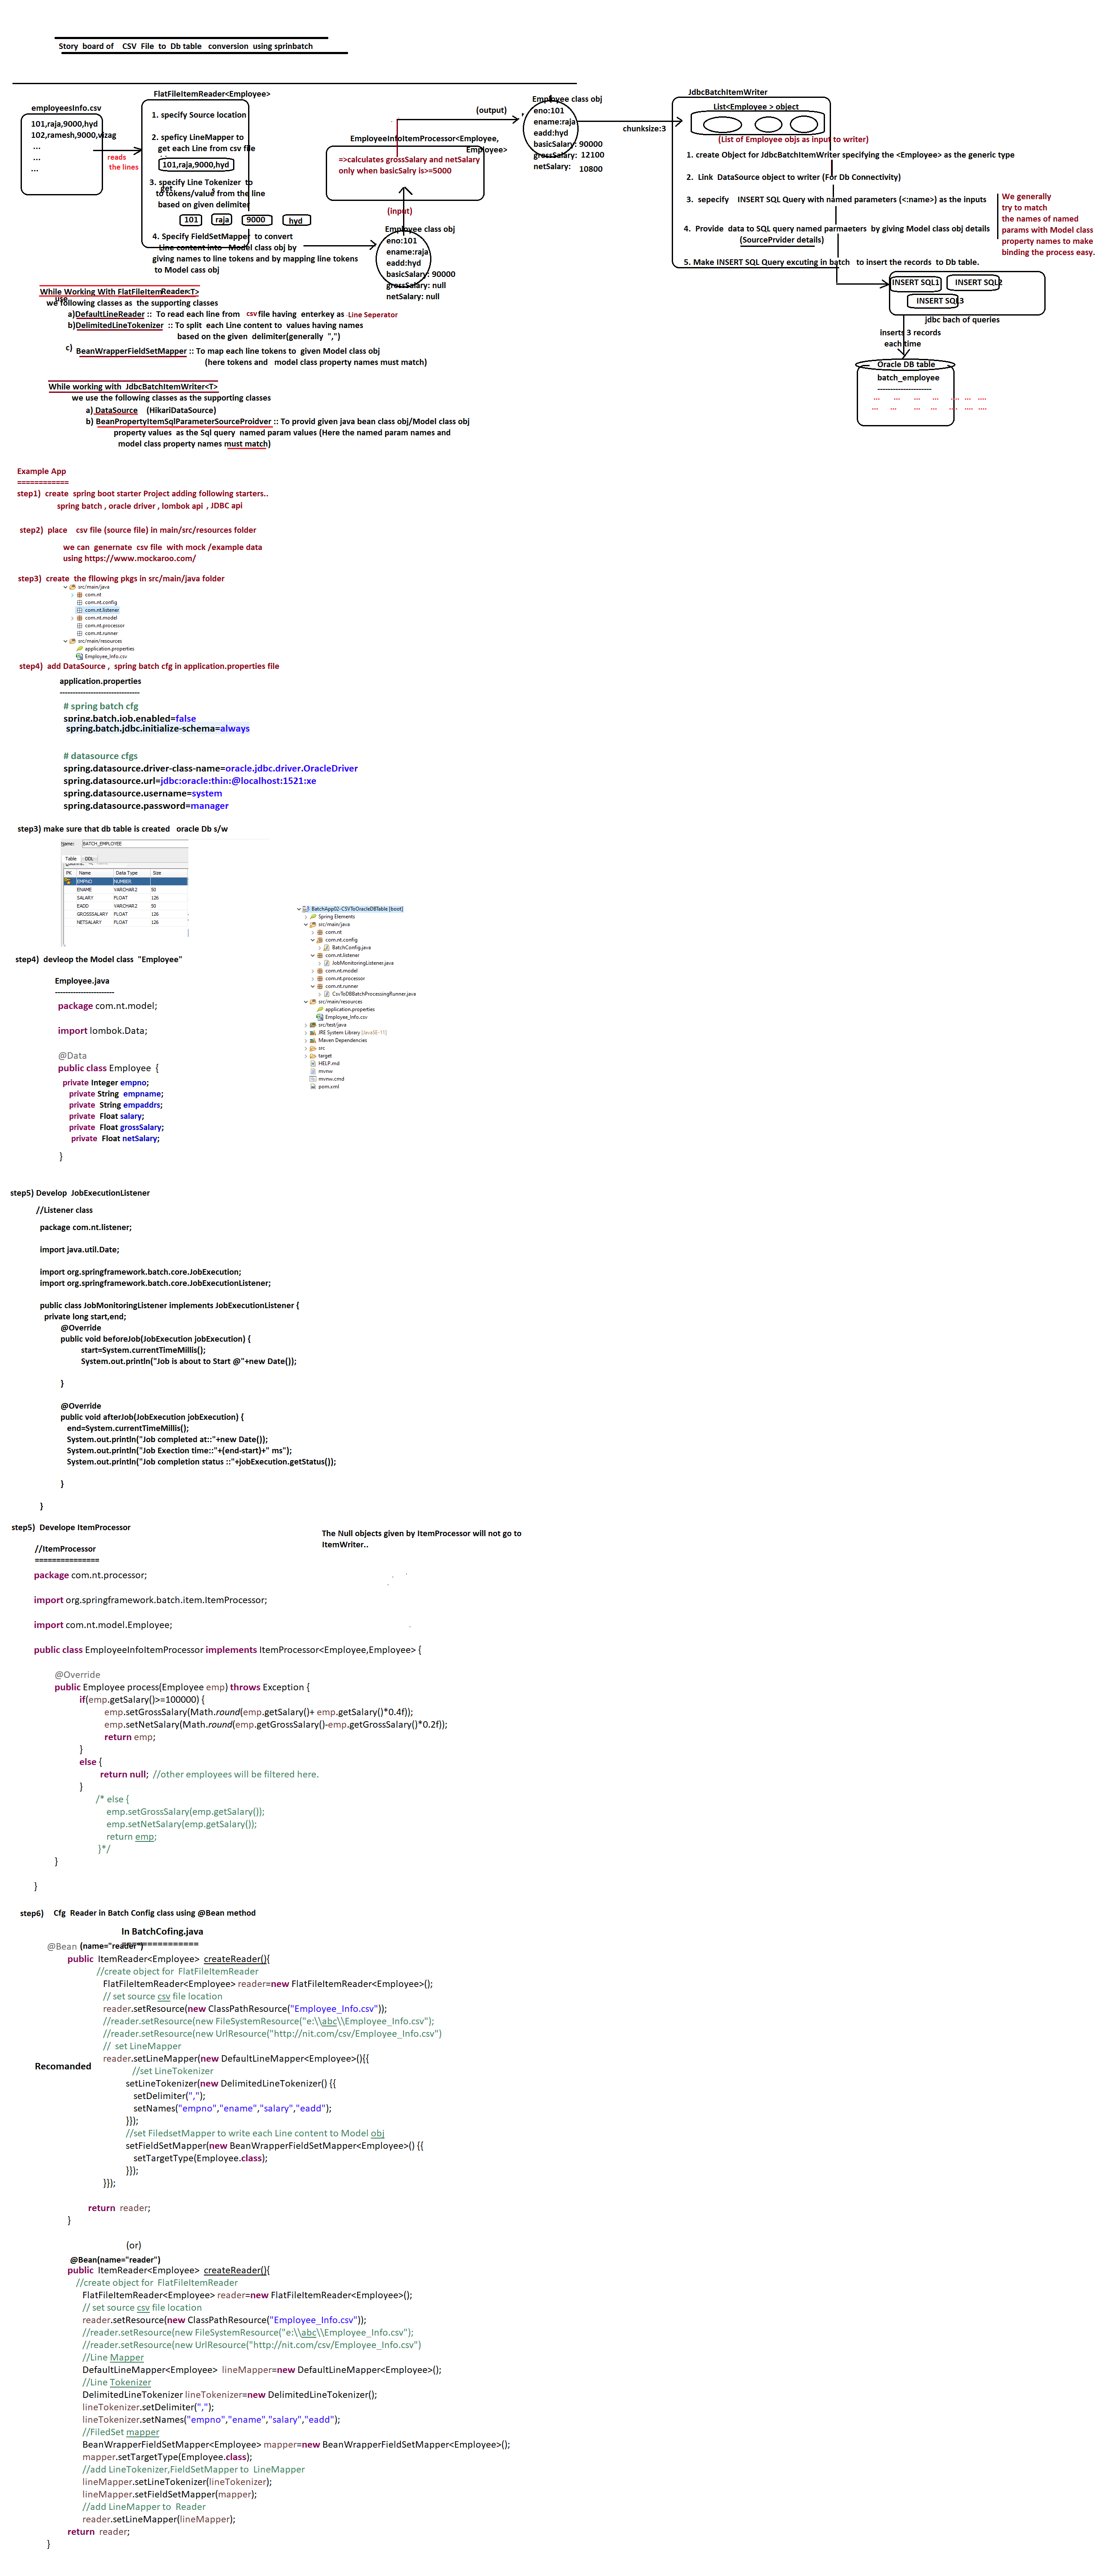 Story board of CSV File to Db table conversion using sprinbatch
employeesInfo.csv
101,raja,9000,hyd
102,ramesh,9000,vizag
...
...
...
reads
the lines
FlatFileItemReader<Employee>
1. specify Source location
2. speficy LineMapper to
get each Line from csv file
101,raja,9000,hyd
3. specify Line Tokenizer to
get
to tokens/value from the line
s
based on given delimiter
101 raja 9000 hyd
4. Specify FieldSetMapper to convert
Line content into Model class obj by
giving names to line tokens and by mapping line tokens
to Model cass obj
EmployeeInfoItemProcessor<Employee,
Employee>
=>calculates grossSalary and netSalary
only when basicSalry is>=5000
(input)
Employee class obj
eno:101
ename:raja
eadd:hyd
basicSalary: 90000
grossSalary: null
netSalary: null
(output)
,
Employee class obj
eno:101
ename:raja
eadd:hyd
basicSalary: 90000
grossSalary: 12100
netSalary: 10800
chunksize:3
JdbcBatchItemWriter
List<Employee > object
(List of Employee objs as input to writer)
1. create Object for JdbcBatchItemWriter specifying the <Employee> as the generic type
2. Link DataSource object to writer (For Db Connectivity)
3. sepecify INSERT SQL Query with named parameters (<:name>) as the inputs
4. Provide data to SQL query named parmaeters by giving Model class obj details
(SourcePrvider details)
5. Make INSERT SQL Query excuting in batch to insert the records to Db table.
We generally
try to match
the names of named
params with Model class
property names to make
binding the process easy.
INSERT SQL1 INSERT SQL2
INSERT SQL3
jdbc bach of queries
inserts 3 records
each time
Oracle DB table
batch_employee
---------------------
... ... ... ... .... ... ....
... ... ... ... .... ... ....
While Working With FlatFileItemReader<T>
use
we following classes as the supporting classes
a)DefaultLineReader :: To read each line from csv file having enterkey as Line Seperator
b)DelimitedLineTokenizer :: To split each Line content to values having names
based on the given delimiter(generally ",")
c) BeanWrapperFieldSetMapper :: To map each line tokens to given Model class obj
(here tokens and model class property names must match)
While working with JdbcBatchItemWriter<T>
we use the following classes as the supporting classes
a) DataSource (HikariDataSource)
b) BeanPropertyItemSqlParameterSourceProidver :: To provid given java bean class obj/Model class obj
property values as the Sql query named param values (Here the named param names and
model class property names must match)
Example App
============
step1) create spring boot starter Project adding following starters..
spring batch , oracle driver , lombok api , JDBC api
step2) place csv file (source file) in main/src/resources folder
we can genernate csv file with mock /example data
using https://www.mockaroo.com/
step3) create the fllowing pkgs in src/main/java folder
src/main/java
com.nt
com.nt.config
com.nt.listener
com.nt.model
com.nt.processor
com.nt.runner
src/main/resources
application.properties
Employee_Info.csv
step4) add DataSource , spring batch cfg in application.properties file
application.properties
-------------------------------
# spring batch cfg
spring.batch.job.enabled=false
spring.batch.jdbc.initialize-schema=always
# datasource cfgs
spring.datasource.driver-class-name=oracle.jdbc.driver.OracleDriver
spring.datasource.url=jdbc:oracle:thin:@localhost:1521:xe
spring.datasource.username=system
spring.datasource.password=manager
step3) make sure that db table is created oracle Db s/w
Name: BATCH_EMPLOYEE
Table DDL
PK Name Data Type Size
EMPNO NUMBER
ENAME VARCHAR2 50
SALARY FLOAT 126
EADD VARCHAR2 50
GROSSSALARY FLOAT 126
NETSALARY FLOAT 126
BatchApp02-CSVToOracleDBTable [boot]
Spring Elements
src/main/java
com.nt
com.nt.config
BatchConfig.java
com.nt.listener
JobMonitoringListener.java
com.nt.model
com.nt.processor
com.nt.runner
CsvToDBBatchProcessingRunner.java
src/main/resources
application.properties
Employee_Info.csv
src/test/java
JRE System Library [JavaSE-11]
Maven Dependencies
src
target
HELP.md
mvnw
mvnw.cmd
pom.xml
step4) devleop the Model class "Employee"
Employee.java
-----------------------
package com.nt.model;
import lombok.Data;
@Data
public class Employee {
private Integer empno;
private String empname;
private String empaddrs;
private Float salary;
private Float grossSalary;
private Float netSalary;
}
step5) Develop JobExecutionListener
//Listener class
package com.nt.listener;
import java.util.Date;
import org.springframework.batch.core.JobExecution;
import org.springframework.batch.core.JobExecutionListener;
public class JobMonitoringListener implements JobExecutionListener {
private long start,end;
@Override
public void beforeJob(JobExecution jobExecution) {
start=System.currentTimeMillis();
System.out.println("Job is about to Start @"+new Date());
}
@Override
public void afterJob(JobExecution jobExecution) {
end=System.currentTimeMillis();
System.out.println("Job completed at::"+new Date());
System.out.println("Job Exection time::"+(end-start)+" ms");
System.out.println("Job completion status ::"+jobExecution.getStatus());
}
}
step5) Develope ItemProcessor
The Null objects given by ItemProcessor will not go to
ItemWriter..
//ItemProcessor
===============
package com.nt.processor;
import org.springframework.batch.item.ItemProcessor;
import com.nt.model.Employee;
public class EmployeeInfoItemProcessor implements ItemProcessor<Employee,Employee> {
@Override
public Employee process(Employee emp) throws Exception {
if(emp.getSalary()>=100000) {
emp.setGrossSalary(Math.round(emp.getSalary()+ emp.getSalary()*0.4f));
emp.setNetSalary(Math.round(emp.getGrossSalary()-emp.getGrossSalary()*0.2f));
return emp;
}
else {
return null; //other employees will be filtered here.
}
/* else {
emp.setGrossSalary(emp.getSalary());
emp.setNetSalary(emp.getSalary());
return emp;
}*/
}
}
step6) Cfg Reader in Batch Config class using @Bean method
In BatchCofing.java
===============
@Bean (name="reader")
public ItemReader<Employee> createReader(){
//create object for FlatFileItemReader
FlatFileItemReader<Employee> reader=new FlatFileItemReader<Employee>();
// set source csv file location
reader.setResource(new ClassPathResource("Employee_Info.csv"));
//reader.setResource(new FileSystemResource("e:\\abc\\Employee_Info.csv");
//reader.setResource(new UrlResource("http://nit.com/csv/Employee_Info.csv")
// set LineMapper
Recomanded
reader.setLineMapper(new DefaultLineMapper<Employee>(){{
//set LineTokenizer
setLineTokenizer(new DelimitedLineTokenizer() {{
setDelimiter(",");
setNames("empno","ename","salary","eadd");
}});
//set FiledsetMapper to write each Line content to Model obj
setFieldSetMapper(new BeanWrapperFieldSetMapper<Employee>() {{
setTargetType(Employee.class);
}});
}});
return reader;
}
(or)
@Bean(name="reader")
public ItemReader<Employee> createReader(){
//create object for FlatFileItemReader
FlatFileItemReader<Employee> reader=new FlatFileItemReader<Employee>();
// set source csv file location
reader.setResource(new ClassPathResource("Employee_Info.csv"));
//reader.setResource(new FileSystemResource("e:\\abc\\Employee_Info.csv");
//reader.setResource(new UrlResource("http://nit.com/csv/Employee_Info.csv")
//Line Mapper
DefaultLineMapper<Employee> lineMapper=new DefaultLineMapper<Employee>();
//Line Tokenizer
DelimitedLineTokenizer lineTokenizer=new DelimitedLineTokenizer();
lineTokenizer.setDelimiter(",");
lineTokenizer.setNames("empno","ename","salary","eadd");
//FiledSet mapper
BeanWrapperFieldSetMapper<Employee> mapper=new BeanWrapperFieldSetMapper<Employee>();
mapper.setTargetType(Employee.class);
//add LineTokenizer,FieldSetMapper to LineMapper
lineMapper.setLineTokenizer(lineTokenizer);
lineMapper.setFieldSetMapper(mapper);
//add LineMapper to Reader
reader.setLineMapper(lineMapper);
return reader;
}